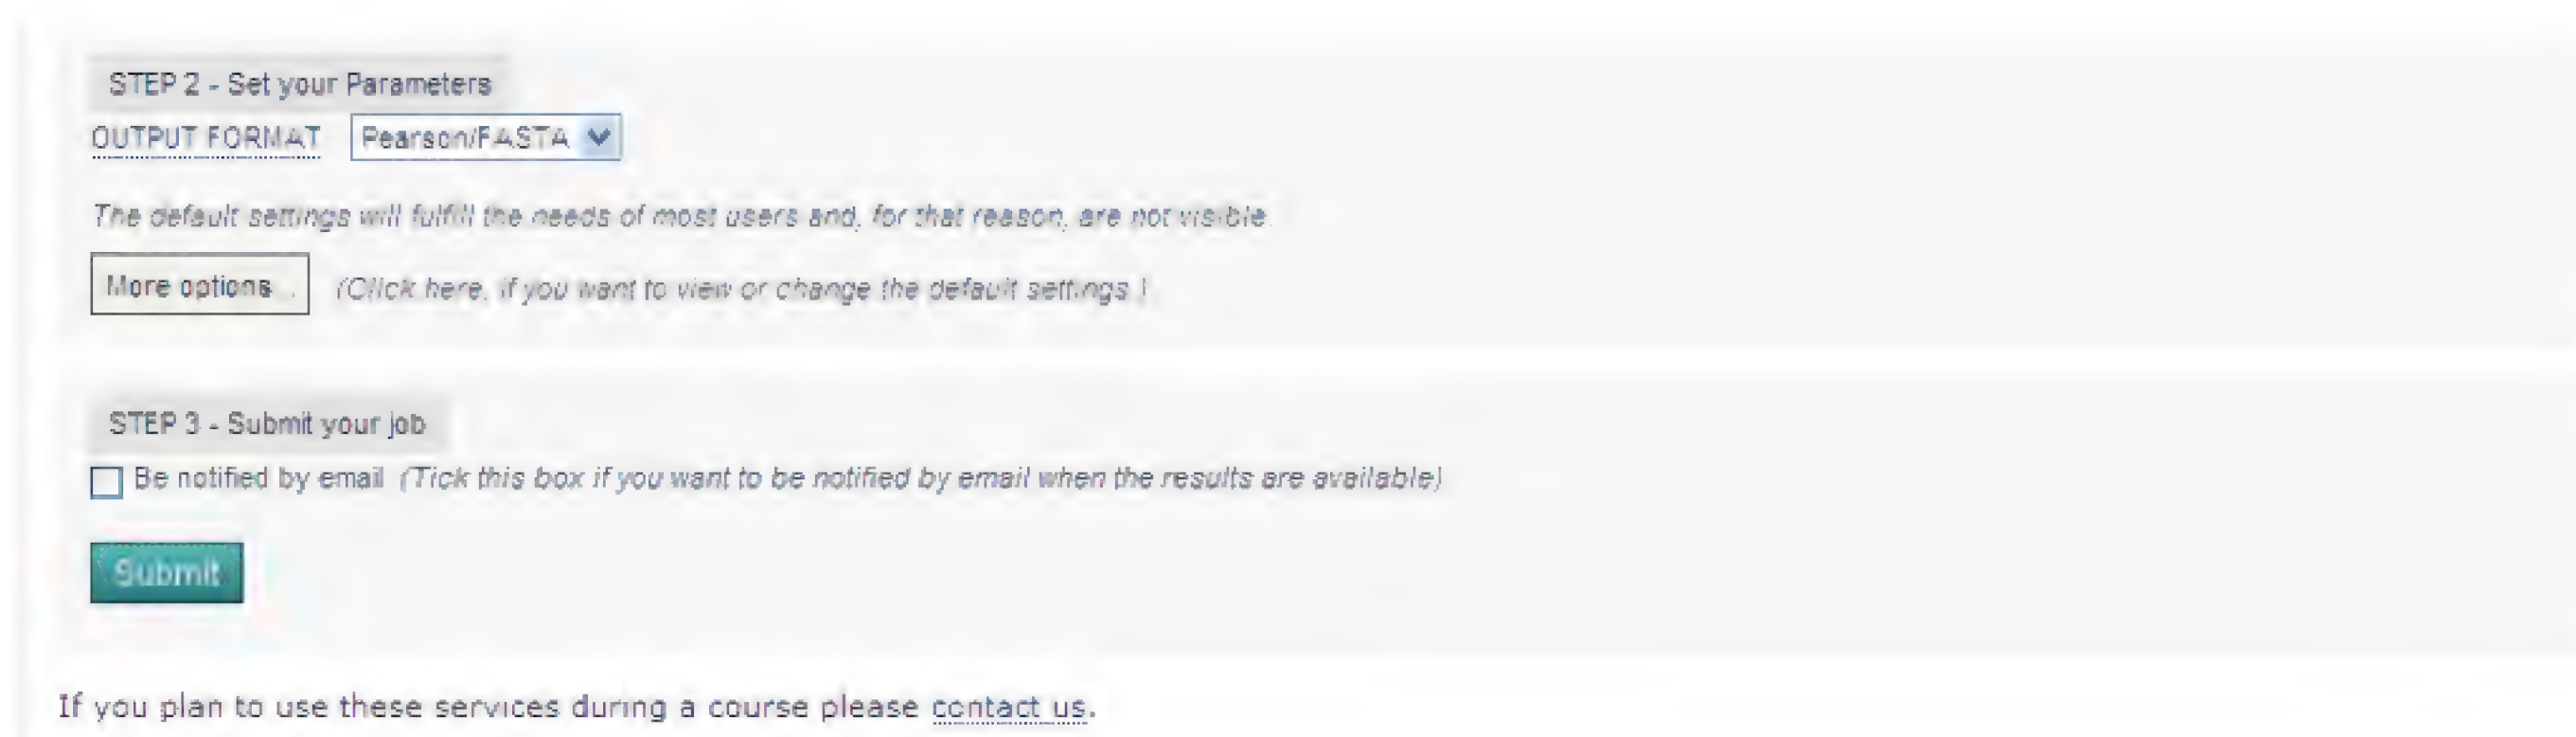 STEP 2 - Set your Parameters
OUTPUT FORMAT Pearson/FASTA
The default settings will fulfill the needs of most users and, for that reason, are not visible.
More options... (Click here, if you want to view or change the default settings.)
STEP 3 - Submit your job
Be notified by email (Tick this box if you want to be notified by email when the results are available)
Submit
If you plan to use these services during a course please contact us.